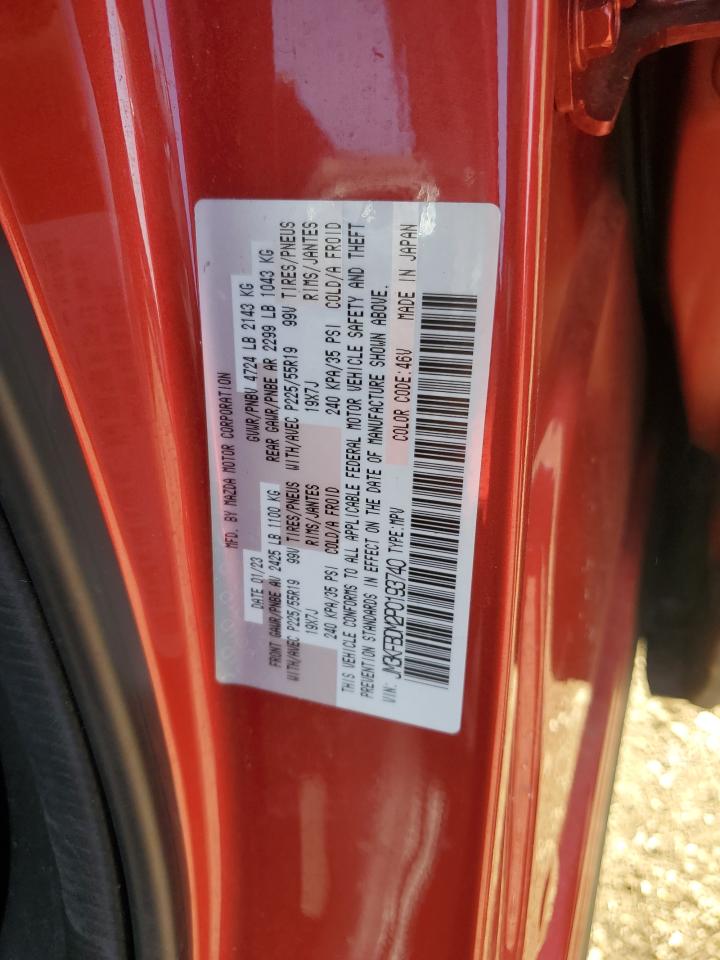 MFD. BY MAZDA MOTOR CORPORATION
DATE 01/23 GVWR/PNBV 4724 LB 2143 KG
FRONT GAWR/PNBE AV 2425 LB 1100 KG REAR GAWR/PNBE AR 2299 LB 1043 KG
WITH/AVEC P225/55R19 99V TIRES/PNEUS WITH/AVEC P225/55R19 99V TIRES/PNEUS
19X7J RIMS/JANTES 19X7J RIMS/JANTES
240 KPA/35 PSI COLD/A FROID 240 KPA/35 PSI COLD/A FROID
THIS VEHICLE CONFORMS TO ALL APPLICABLE FEDERAL MOTOR VEHICLE SAFETY AND THEFT
PREVENTION STANDARDS IN EFFECT ON THE DATE OF MANUFACTURE SHOWN ABOVE.
VIN: JM3KFBDM2P0193740 TYPE:MPV COLOR CODE:46V MADE IN JAPAN